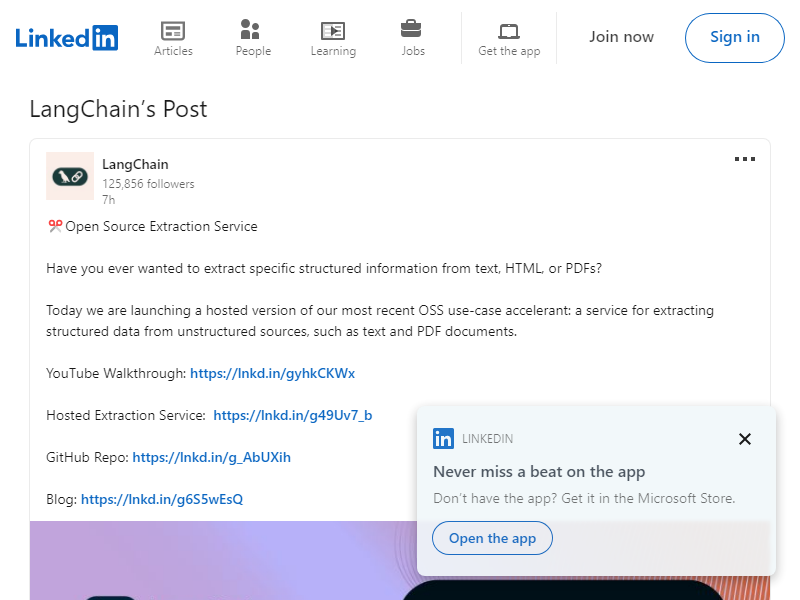 Linked in
Articles
People
Learning
Jobs
Get the app
Join now
Sign in
LangChain’s Post
LangChain
125,856 followers
7h
Open Source Extraction Service
Have you ever wanted to extract specific structured information from text, HTML, or PDFs?
Today we are launching a hosted version of our most recent OSS use-case accelerant: a service for extracting
structured data from unstructured sources, such as text and PDF documents.
YouTube Walkthrough: https://lnkd.in/gyhkCKWx
Hosted Extraction Service: https://lnkd.in/g49Uv7_b
GitHub Repo: https://lnkd.in/g_AbUXih
Blog: https://lnkd.in/g6S5wEsQ
in LINKEDIN
Never miss a beat on the app
Don’t have the app? Get it in the Microsoft Store.
Open the app